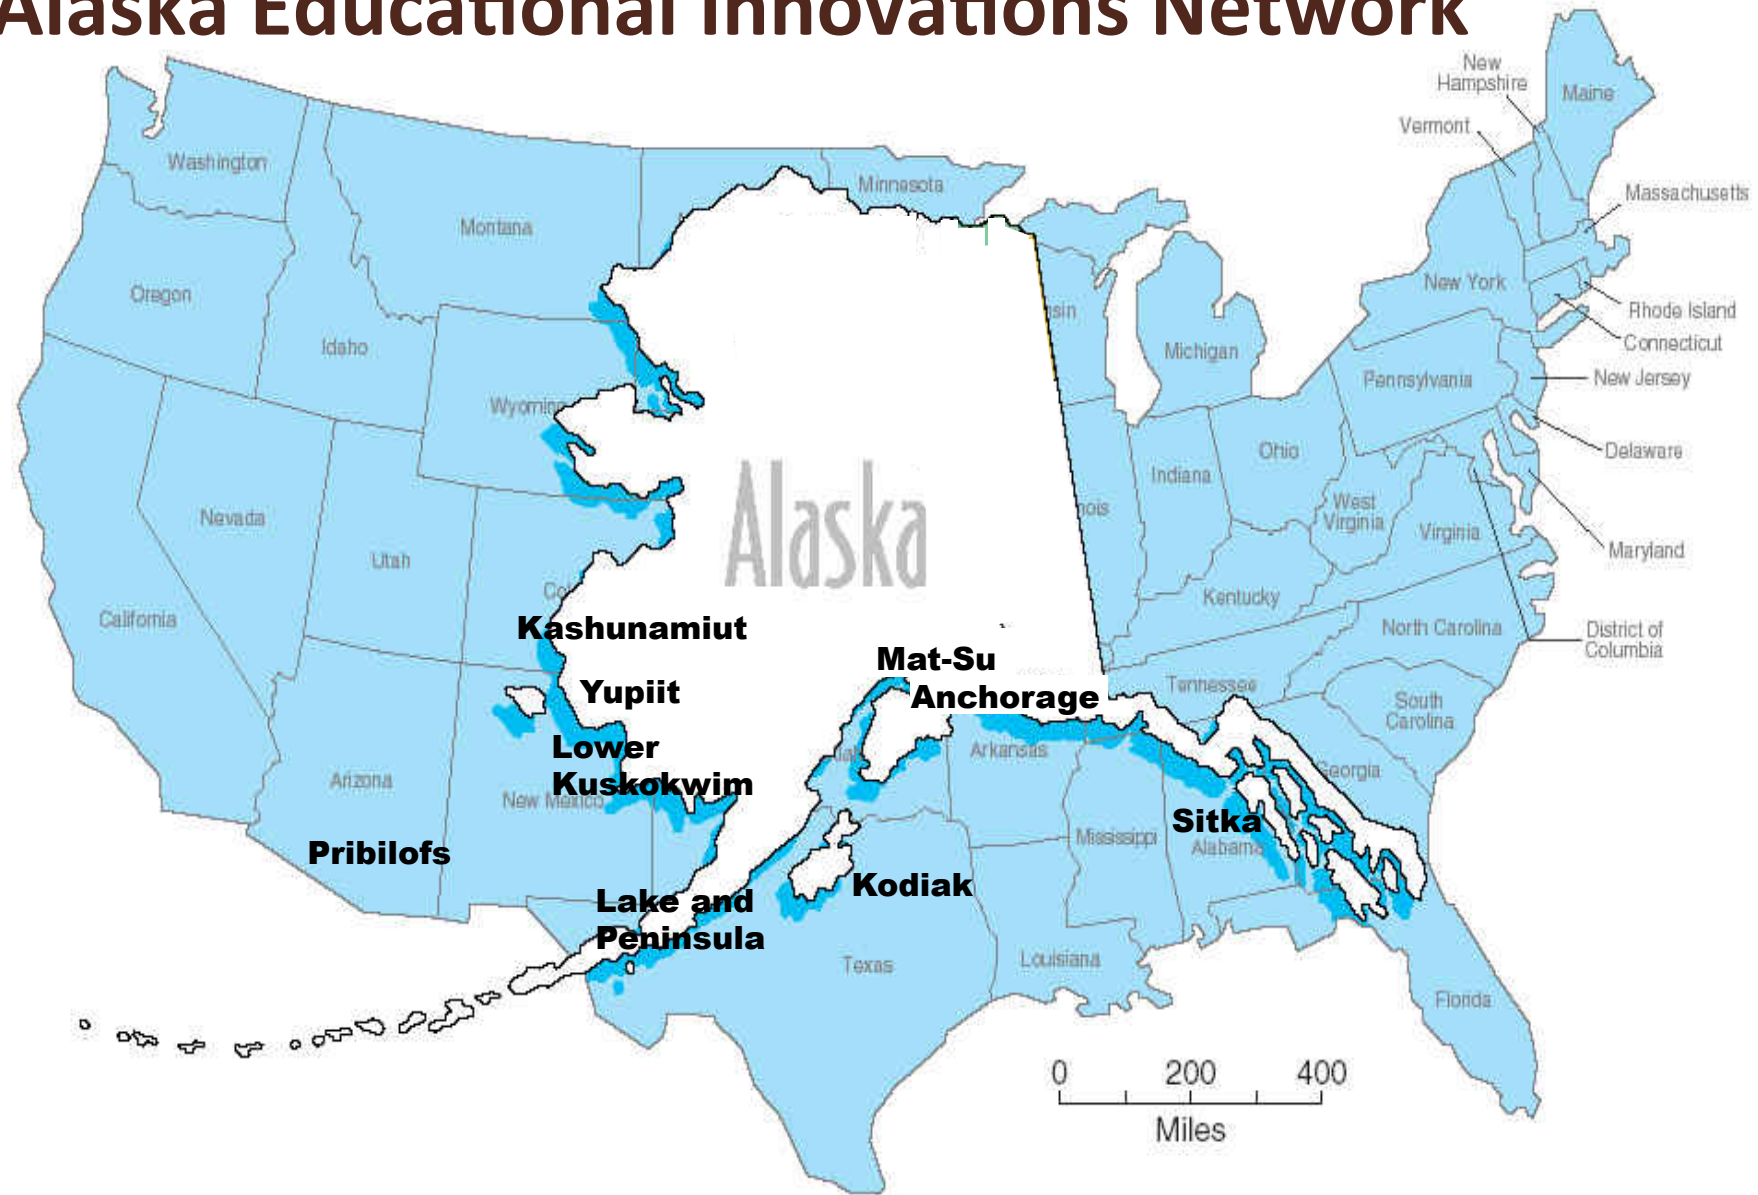 Alaska Educational Innovations Network
New
Hampshire
Maine
Vermont
Washington
Minnesota
Massachusetts
Montana
Oregon
New York
Rhode Island
sin
Connecticut
Idaho
Michigan
New Jersey
Pennsylvania
Wyoming
Delaware
Ohio
Indiana
Nevada
nois
West
Virginia
Virginia
Alaska
Maryland
Utah
Co
Kentucky
California
Kashunamiut
North Carolina
District of
Columbia
Mat-Su
Tennessee
Yupiit
Anchorage
South
Carolina
Lower
Kuskokwim
Arkansas
Georgia
Arizona
New Mexico
Sitka
Mississippi
Alabama
Pribilofs
Kodiak
Lake and
Peninsula
Texas
Louisiana
Florida
0 200 400
Miles